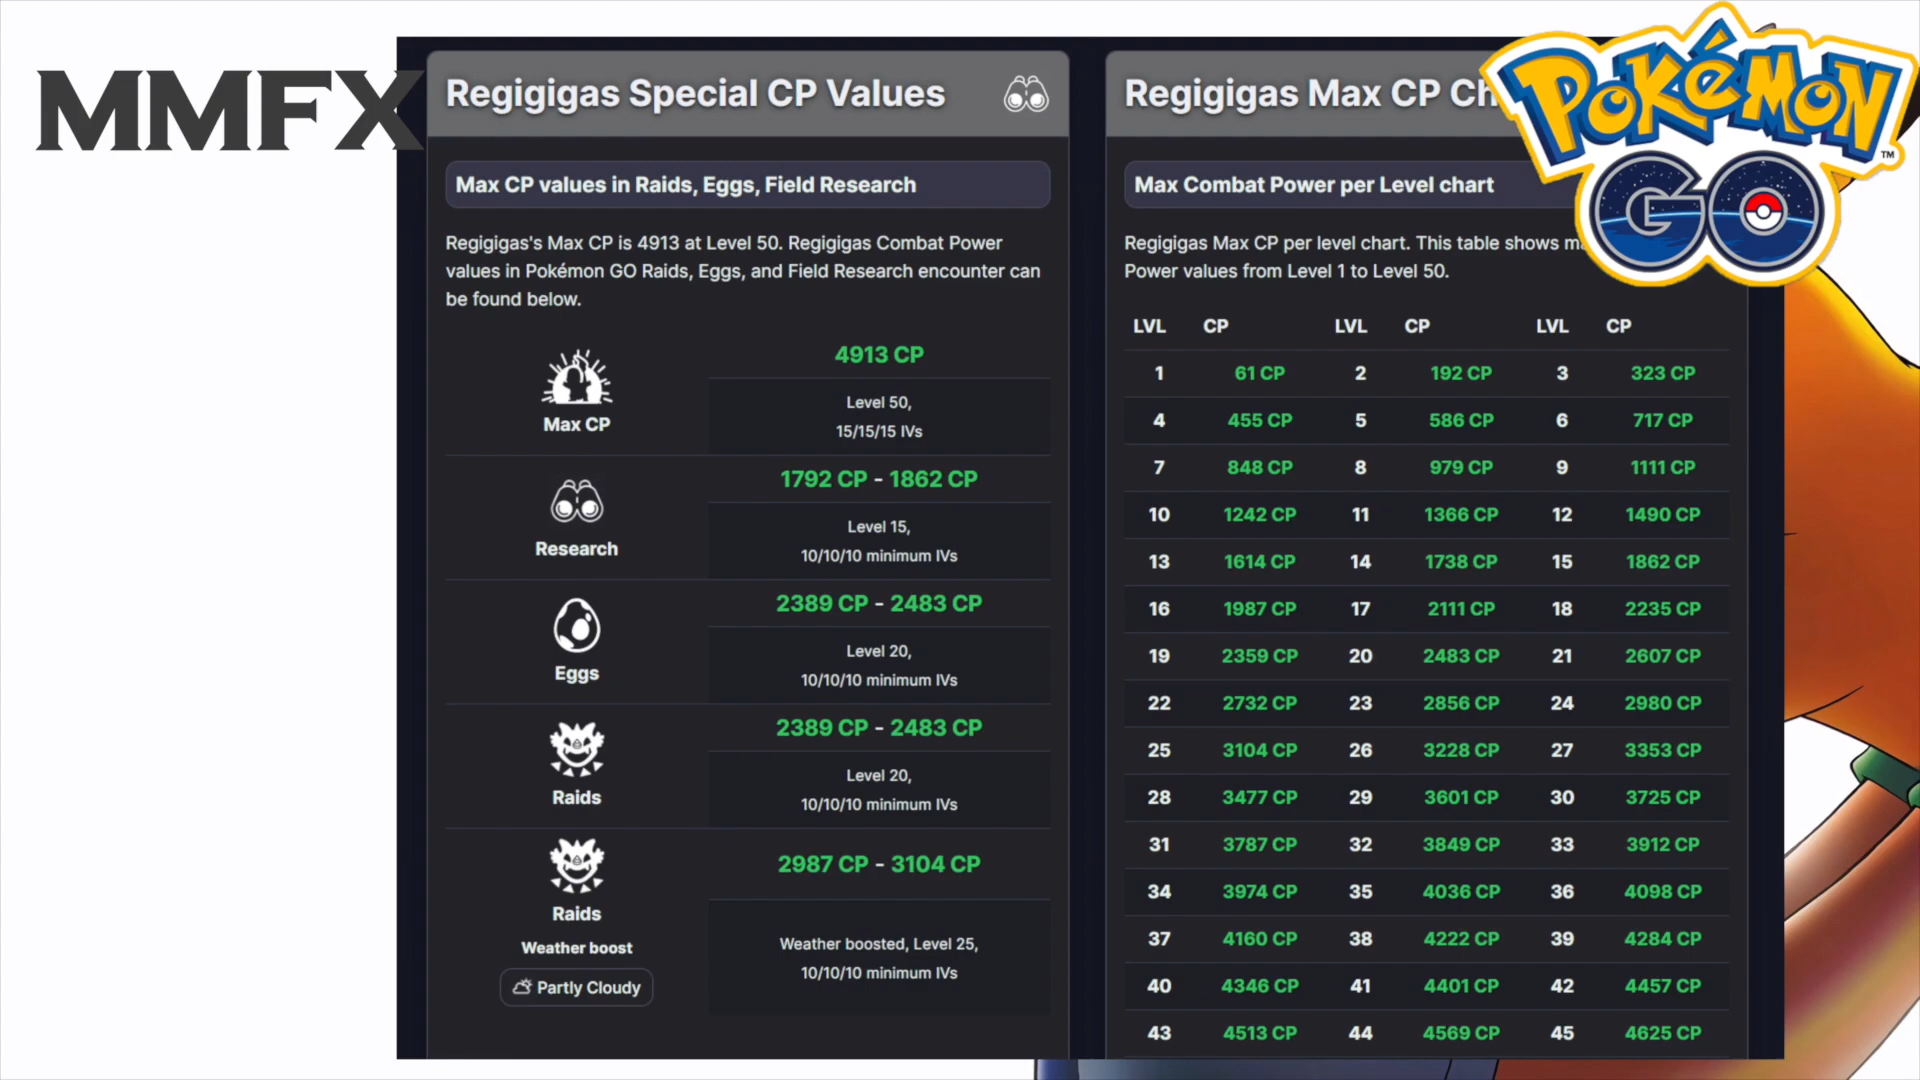 MMFX
Regigigas Special CP Values
Max CP values in Raids, Eggs, Field Research
Regigigas's Max CP is 4913 at Level 50. Regigigas Combat Power
values in Pokémon GO Raids, Eggs, and Field Research encounter can
be found below.
Max CP
4913 CP
Level 50,
15/15/15 IVs
Research
1792 CP - 1862 CP
Level 15,
10/10/10 minimum IVs
Eggs
2389 CP - 2483 CP
Level 20,
10/10/10 minimum IVs
Raids
2389 CP - 2483 CP
Level 20,
10/10/10 minimum IVs
Raids
Weather boost
Partly Cloudy
2987 CP - 3104 CP
Weather boosted, Level 25,
10/10/10 minimum IVs
Regigigas Max CP
Max Combat Power per Level chart
Regigigas Max CP per level chart. This table shows
Power values from Level 1 to Level 50.
LVL CP LVL CP LVL CP
1 61 CP 2 192 CP 3 323 CP
4 455 CP 5 586 CP 6 717 CP
7 848 CP 8 979 CP 9 1111 CP
10 1242 CP 11 1366 CP 12 1490 CP
13 1614 CP 14 1738 CP 15 1862 CP
16 1987 CP 17 2111 CP 18 2235 CP
19 2359 CP 20 2483 CP 21 2607 CP
22 2732 CP 23 2856 CP 24 2980 CP
25 3104 CP 26 3228 CP 27 3353 CP
28 3477 CP 29 3601 CP 30 3725 CP
31 3787 CP 32 3849 CP 33 3912 CP
34 3974 CP 35 4036 CP 36 4098 CP
37 4160 CP 38 4222 CP 39 4284 CP
40 4346 CP 41 4401 CP 42 4457 CP
43 4513 CP 44 4569 CP 45 4625 CP
POKéMON
GO
TM